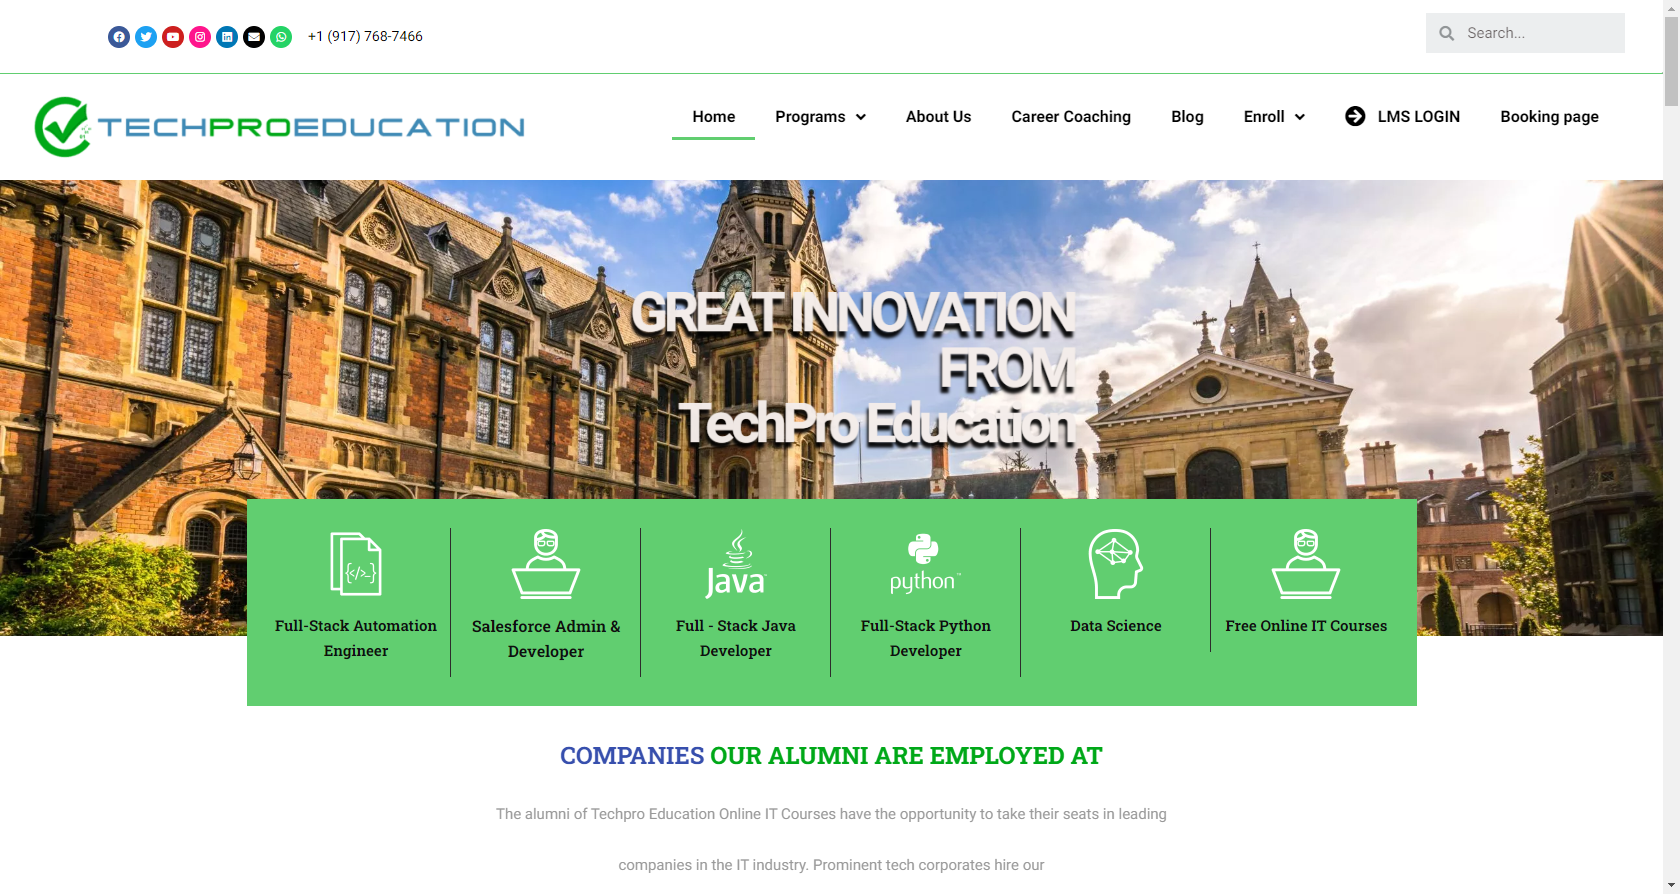 +1 (917) 768-7466
Search...
TECHPROEDUCATION
Home Programs About Us Career Coaching Blog Enroll LMS LOGIN Booking page
GREAT INNOVATION
FROM
TechPro Education
Full-Stack Automation
Engineer
Salesforce Admin &
Developer
Java
Full - Stack Java
Developer
python
Full-Stack Python
Developer
Data Science
Free Online IT Courses
COMPANIES OUR ALUMNI ARE EMPLOYED AT
The alumni of Techpro Education Online IT Courses have the opportunity to take their seats in leading
companies in the IT industry. Prominent tech corporates hire our